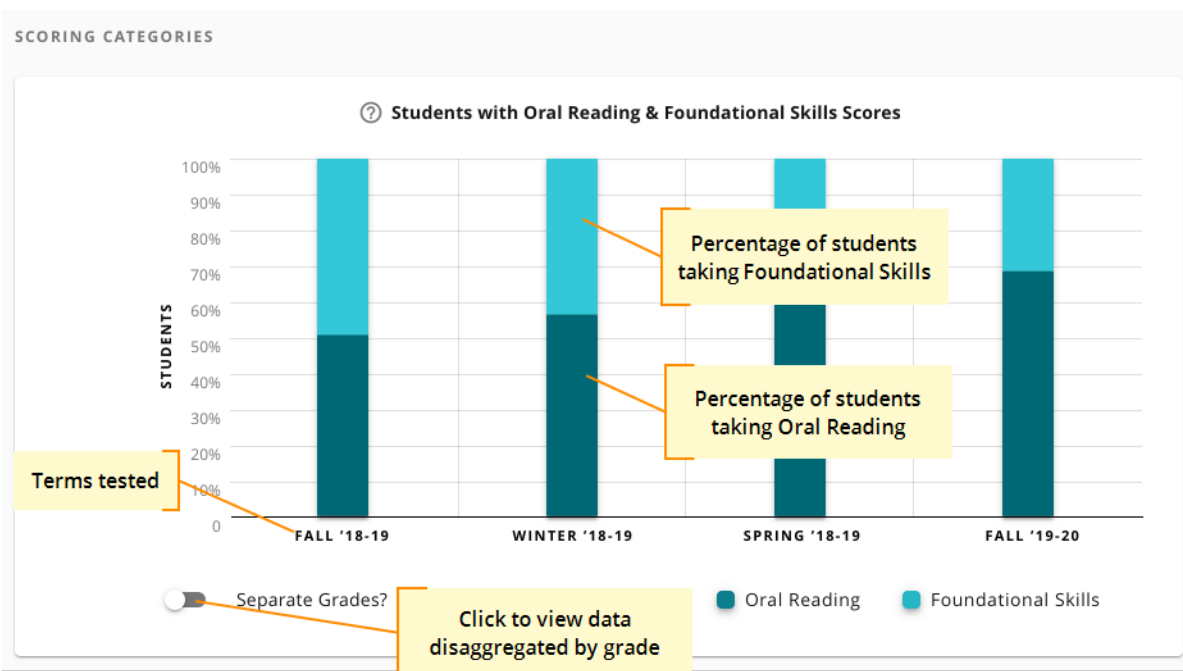 SCORING CATEGORIES
? Students with Oral Reading & Foundational Skills Scores
100%
90%
80%
70%
60%
50%
40%
30%
20%
10%
0
STUDENTS
Percentage of students
taking Foundational Skills
Percentage of students
taking Oral Reading
Terms tested
FALL '18-19
WINTER '18-19
SPRING '18-19
FALL '19-20
Separate Grades?
Click to view data
disaggregated by grade
Oral Reading
Foundational Skills